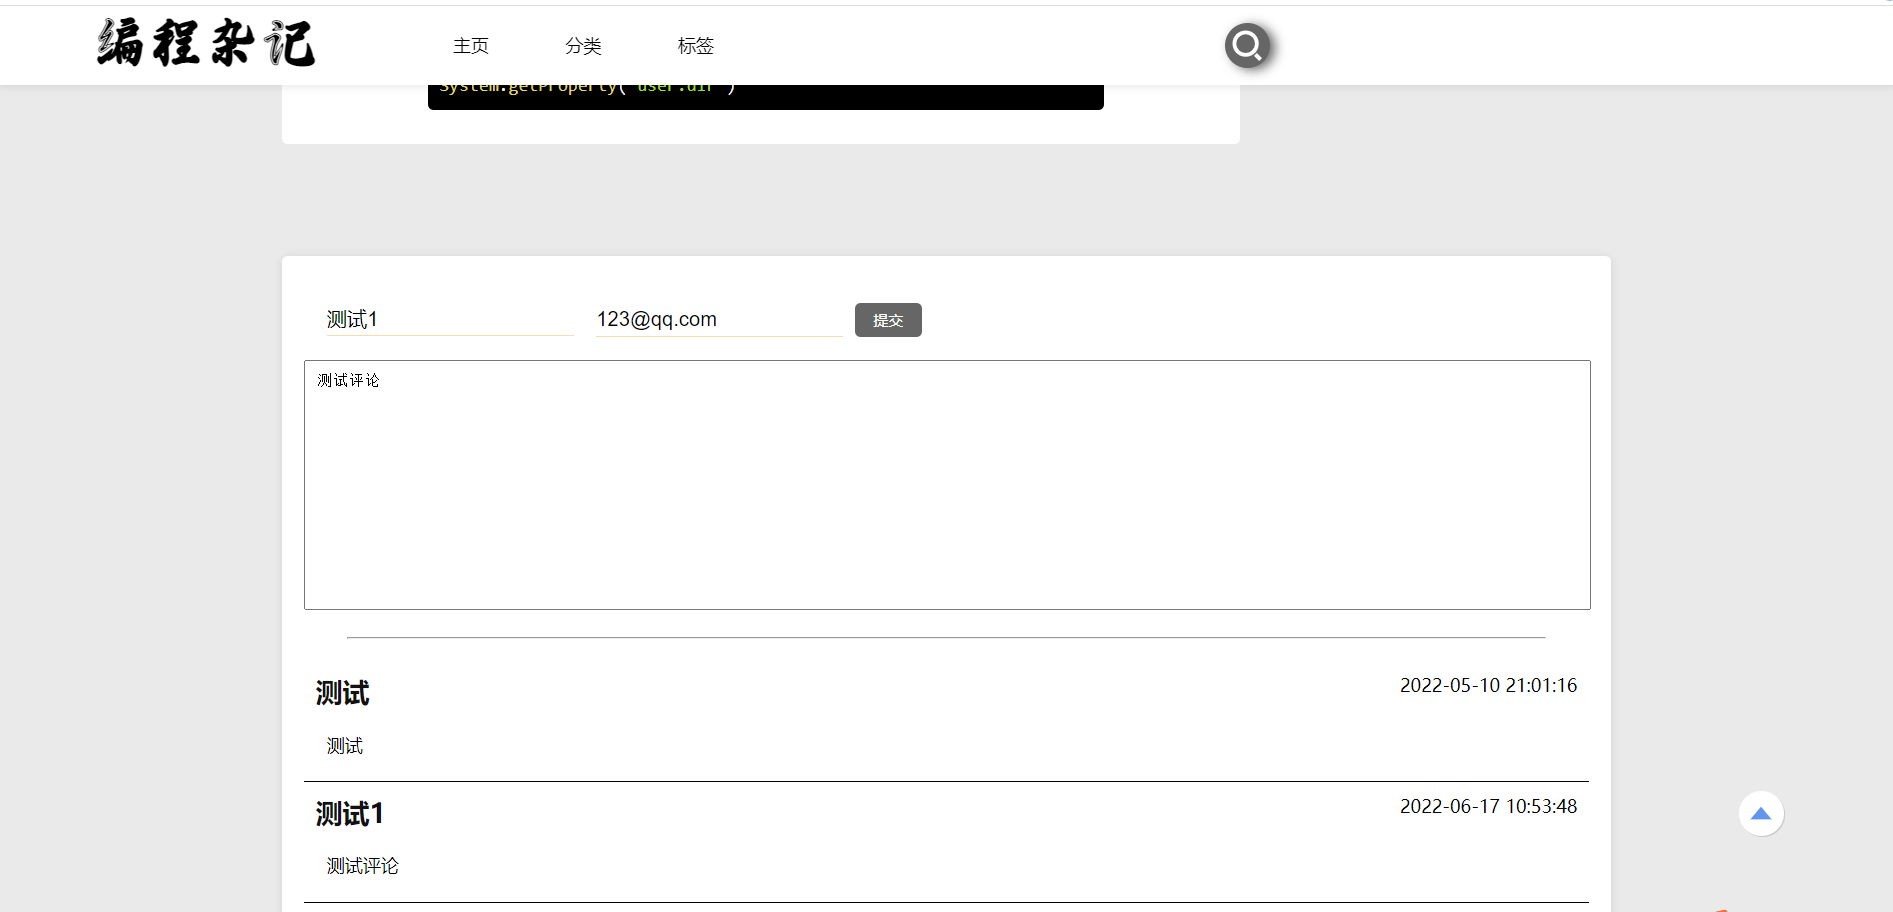 编程杂记
主页 分类 标签
System.getProperty("user.dir")
测试1 123@qq.com 提交
测试评论
测试 2022-05-10 21:01:16
测试
测试1 2022-06-17 10:53:48
测试评论